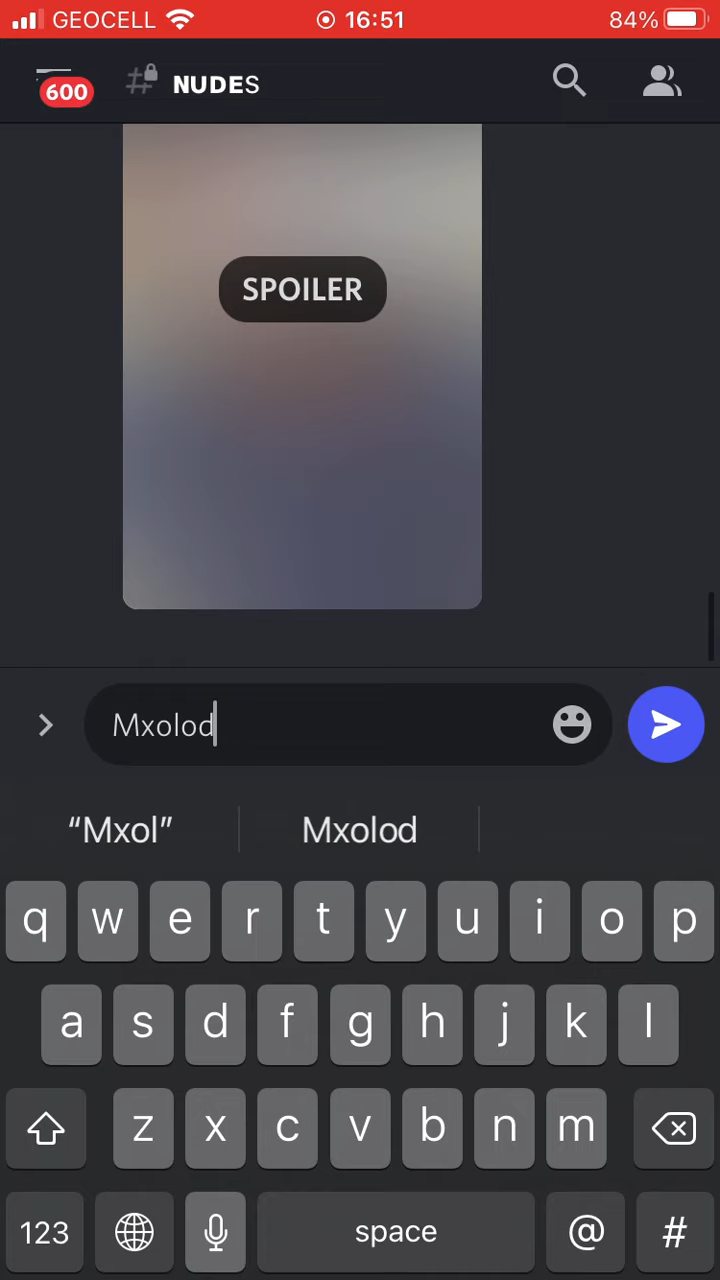 GEOCELL 16:51 84%
600 # NUDES
SPOILER
Mxolod
“Mxol” Mxolod
q w e r t y u i o p
a s d f g h j k l
z x c v b n m
123 space @ #